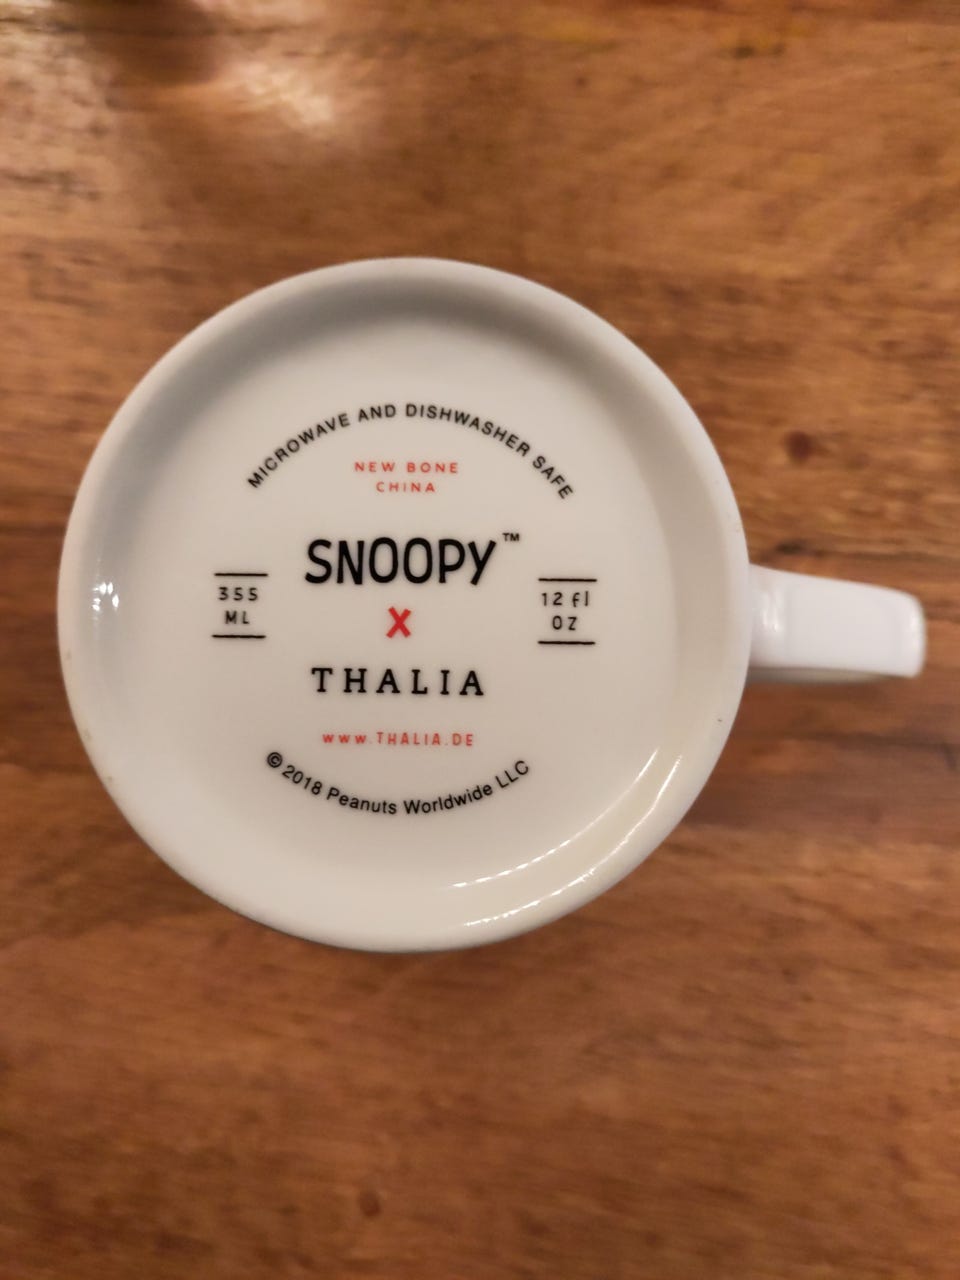 MICROWAVE AND DISHWASHER SAFE
NEW BONE
CHINA
SNOOPY™
355
ML
X
12 fl
OZ
THALIA
www.THALIA.DE
© 2018 Peanuts Worldwide LLC